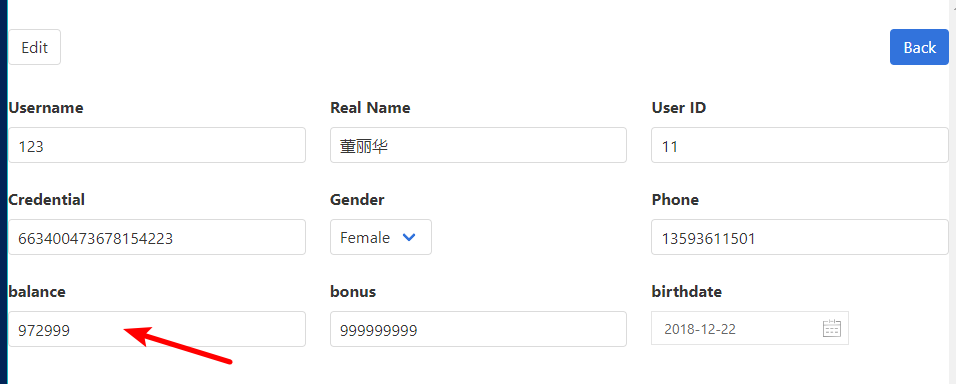 Edit Back
Username Real Name User ID
123 董丽华 11
Credential Gender Phone
663400473678154223 Female 13593611501
balance bonus birthdate
972999 999999999 2018-12-22